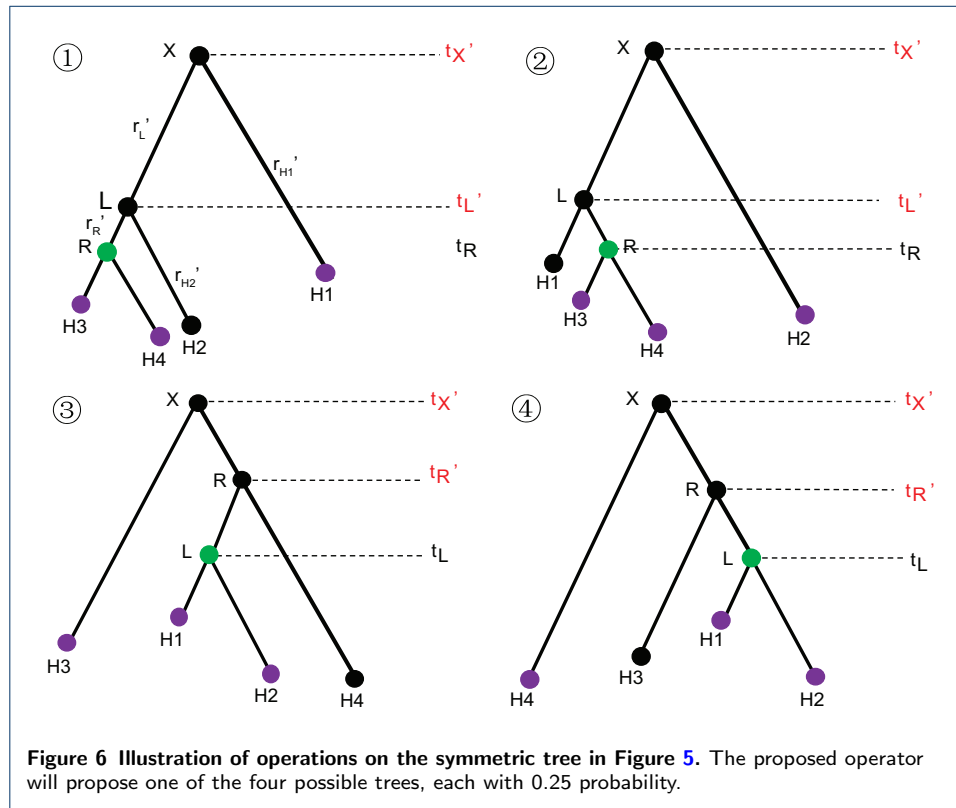 ① X t_X'
r_L'
r_H1'
L t_L'
r_R'
R t_R
r_H2'
H1
H3
H4 H2
② X t_X'
L t_L'
R t_R
H1
H3
H2
H4
③ X t_X'
R t_R'
L t_L
H1
H3
H2 H4
④ X t_X'
R t_R'
L t_L
H1
H3
H4 H2
Figure 6 Illustration of operations on the symmetric tree in Figure 5. The proposed operator
will propose one of the four possible trees, each with 0.25 probability.